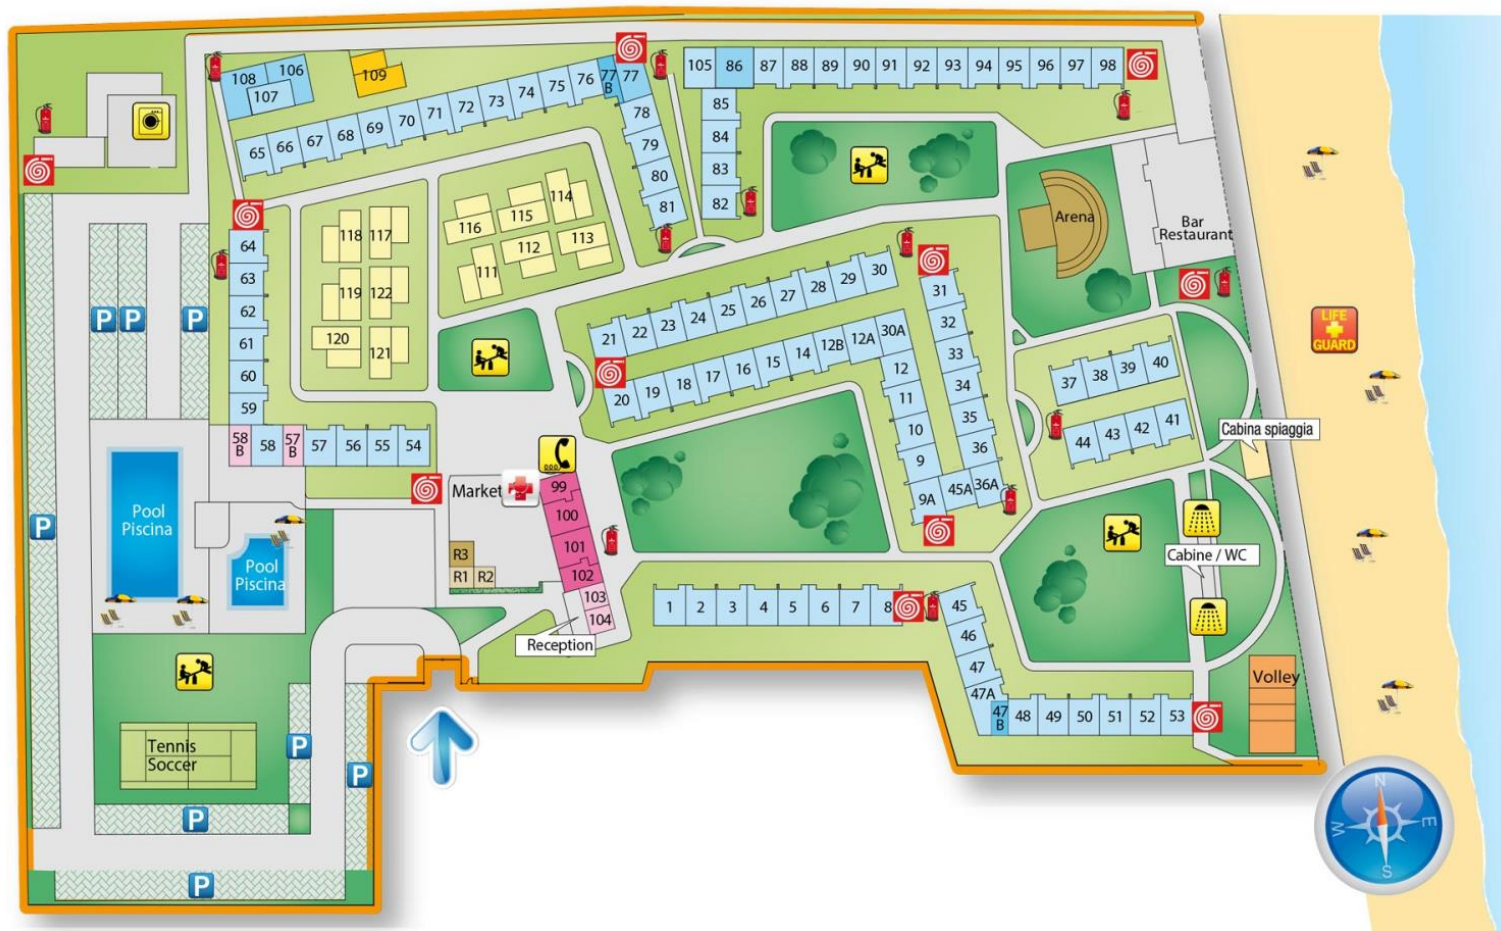 108
106
107
109
65
66
67
68
69
70
71
72
73
74
75
76
77
B
77
78
79
80
81
105
86
87
88
89
90
91
92
93
94
95
96
97
98
85
84
83
82
Arena
Bar
Restaurant
64
63
62
61
60
59
58
B
58
57
B
57
56
55
54
118
117
119
122
120
121
116
115
114
111
112
113
21
22
23
24
25
26
27
28
29
30
20
19
18
17
16
15
14
12B
12A
30A
12
11
10
9
9A
45A
36A
31
32
33
34
35
36
37
38
39
40
44
43
42
41
LIFE
GUARD
Cabina spiaggia
Cabine / WC
P
P
P
P
Pool
Piscina
Pool
Piscina
Market
99
100
101
102
103
104
R3
R1
R2
Reception
1
2
3
4
5
6
7
8
45
46
47
47A
47
B
48
49
50
51
52
53
Volley
Tennis
Soccer
P
P
P
P
N
W
E
S